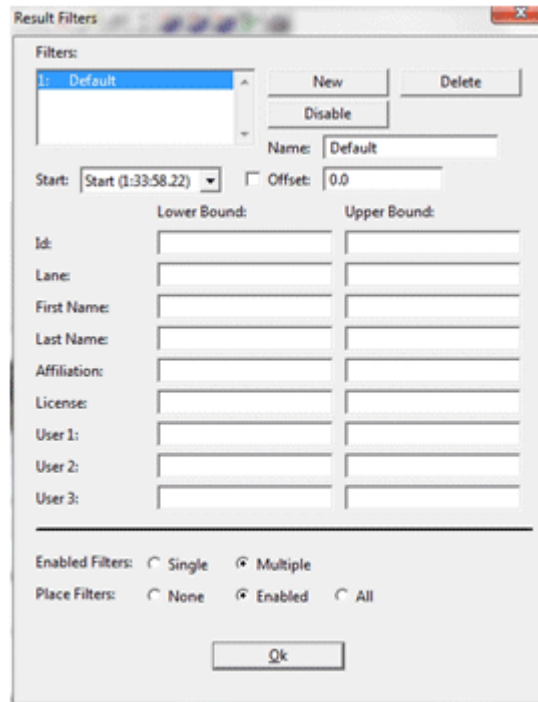 Result Filters
Filters:
1: Default
New
Delete
Disable
Name: Default
Start: Start (1:33:58.22)
Offset: 0.0
Lower Bound: Upper Bound:
Id:
Lane:
First Name:
Last Name:
Affiliation:
License:
User 1:
User 2:
User 3:
Enabled Filters: Single Multiple
Place Filters: None Enabled All
Ok